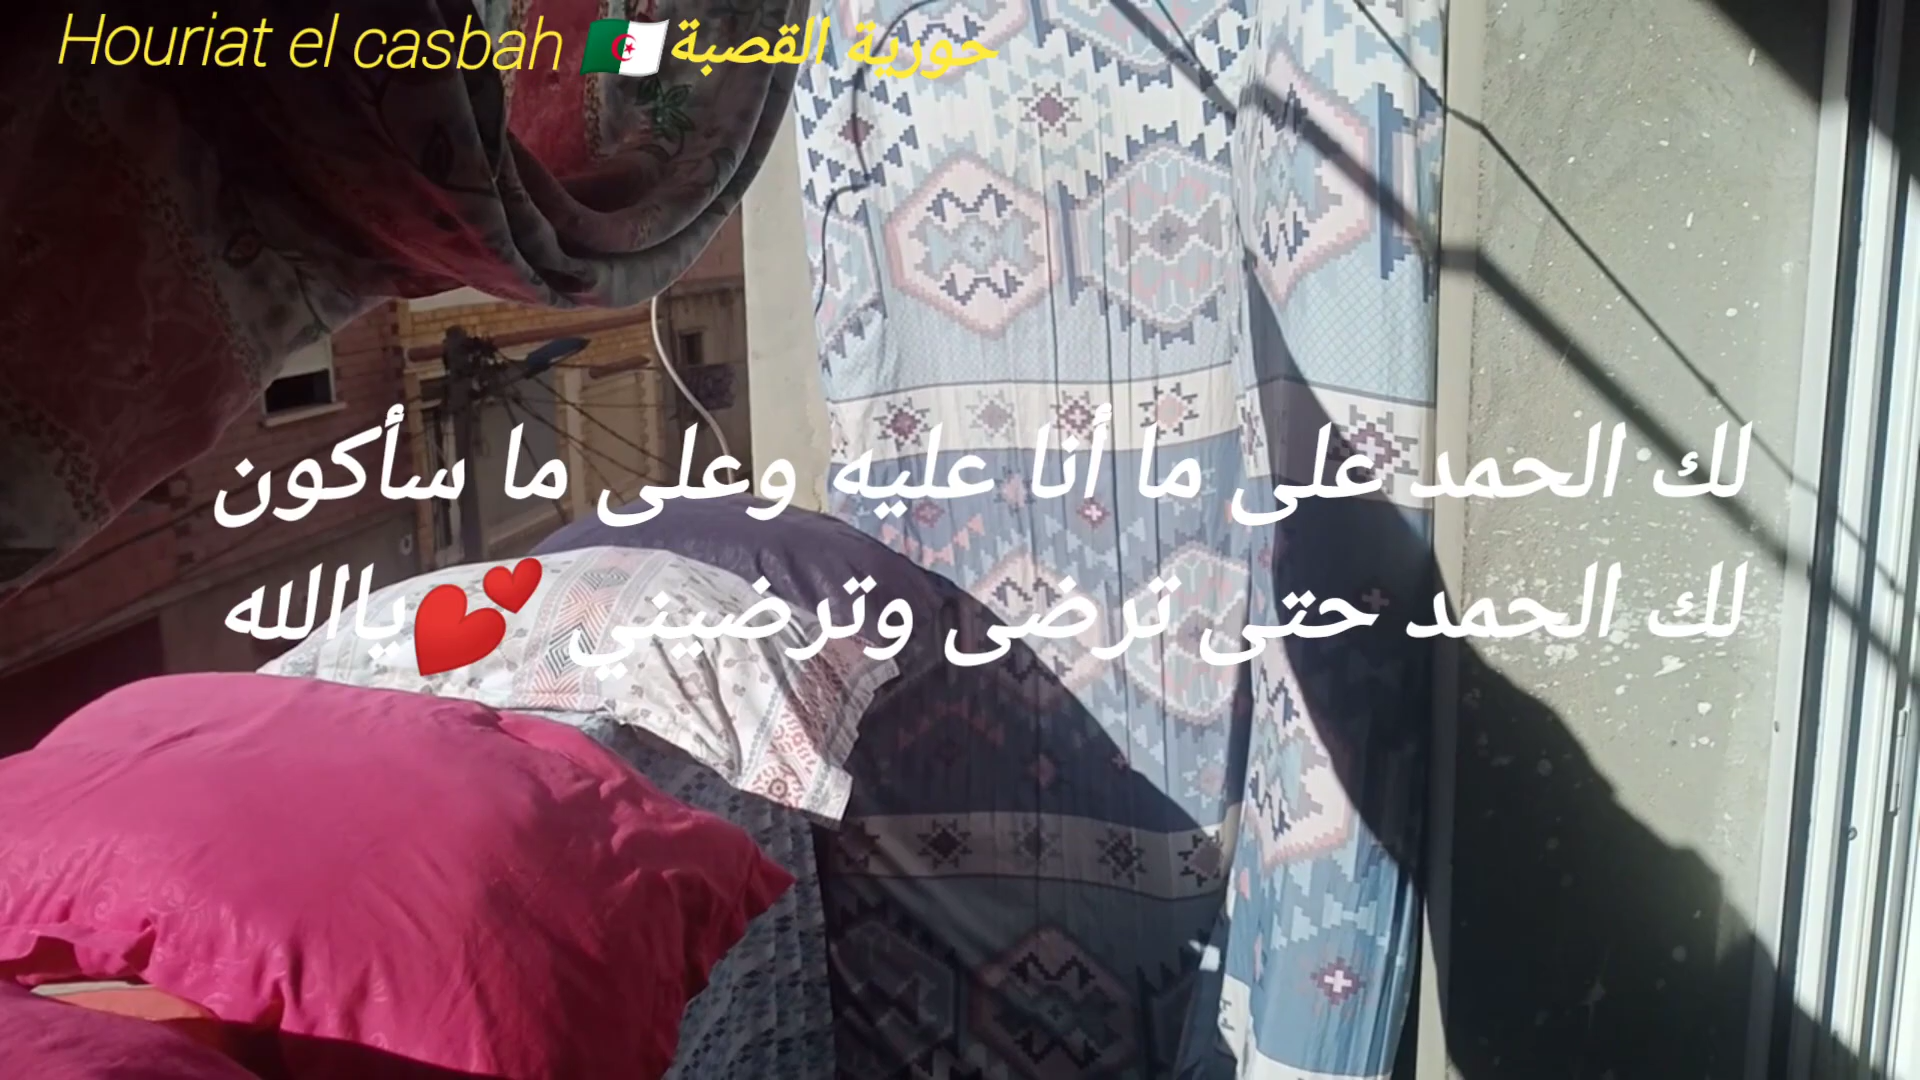 Houriat el casbah 🇩🇿حورية القصبة
لك الحمد على ما أنا عليه وعلى ما سأكون
لك الحمد حتى ترضى وترضيني 💕ياالله